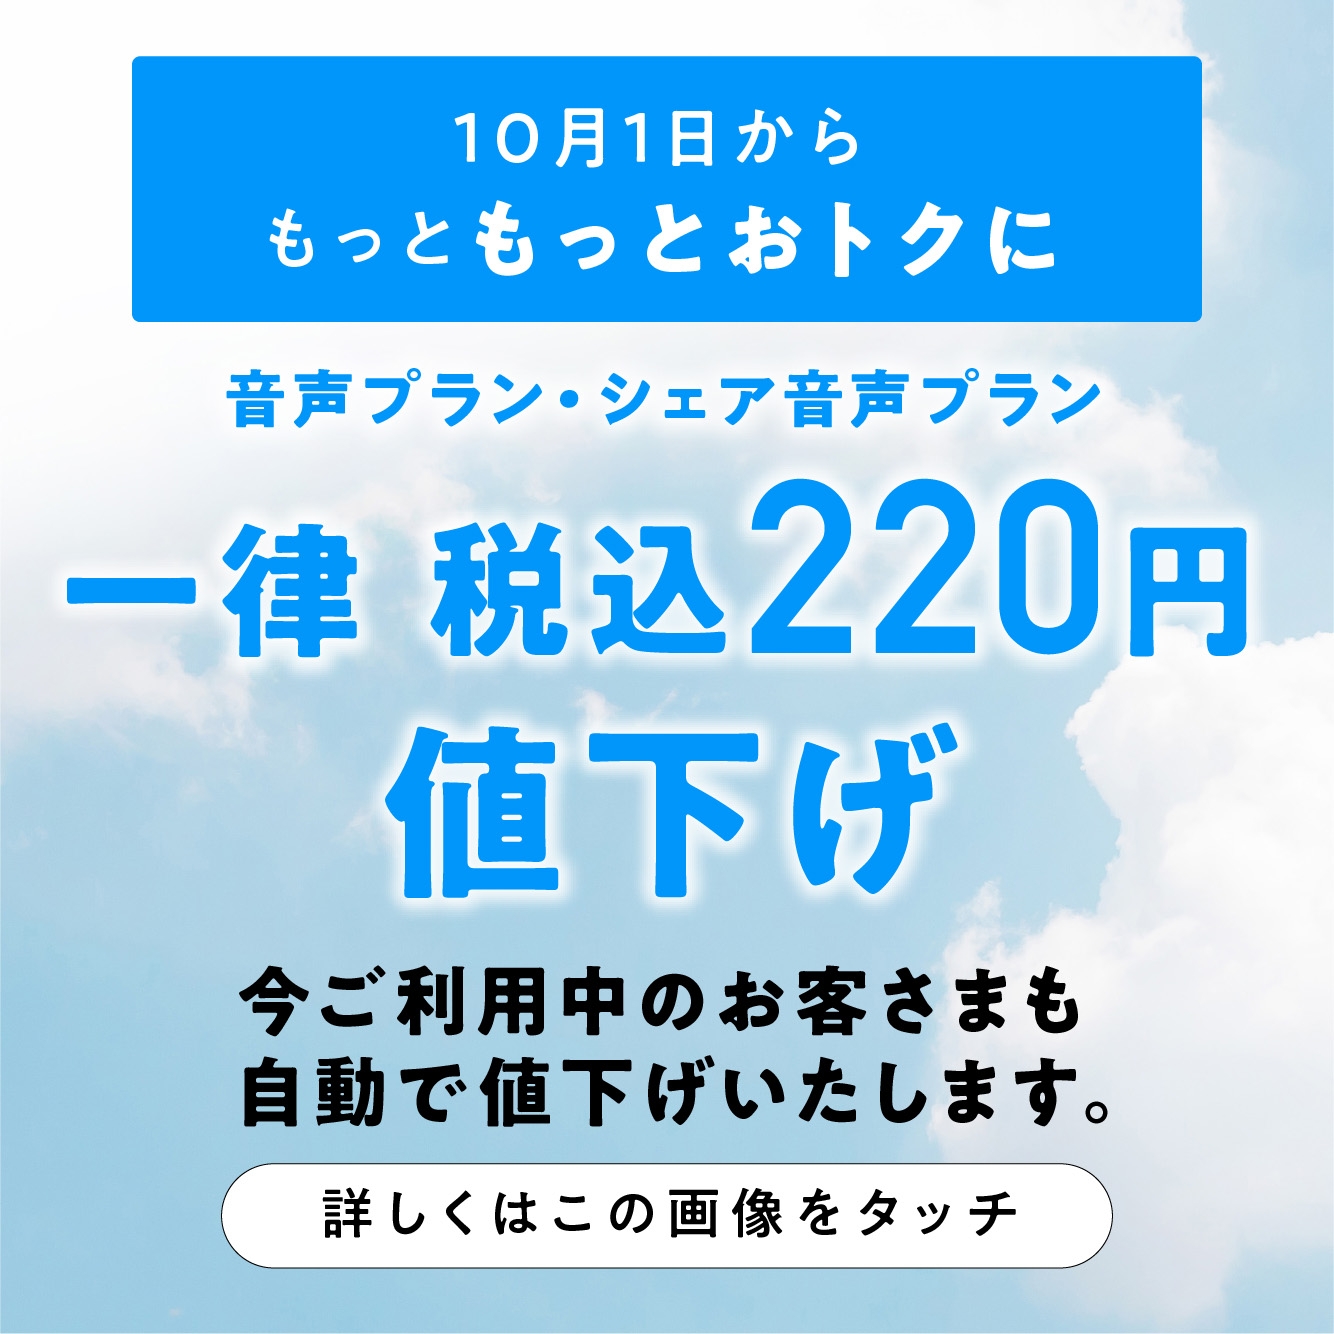 10月1日から
もっともっとおトクに
音声プラン・シェア音声プラン
一律 税込220円
値下げ
今ご利用中のお客さまも
自動で値下げいたします。
詳しくはこの画像をタッチ